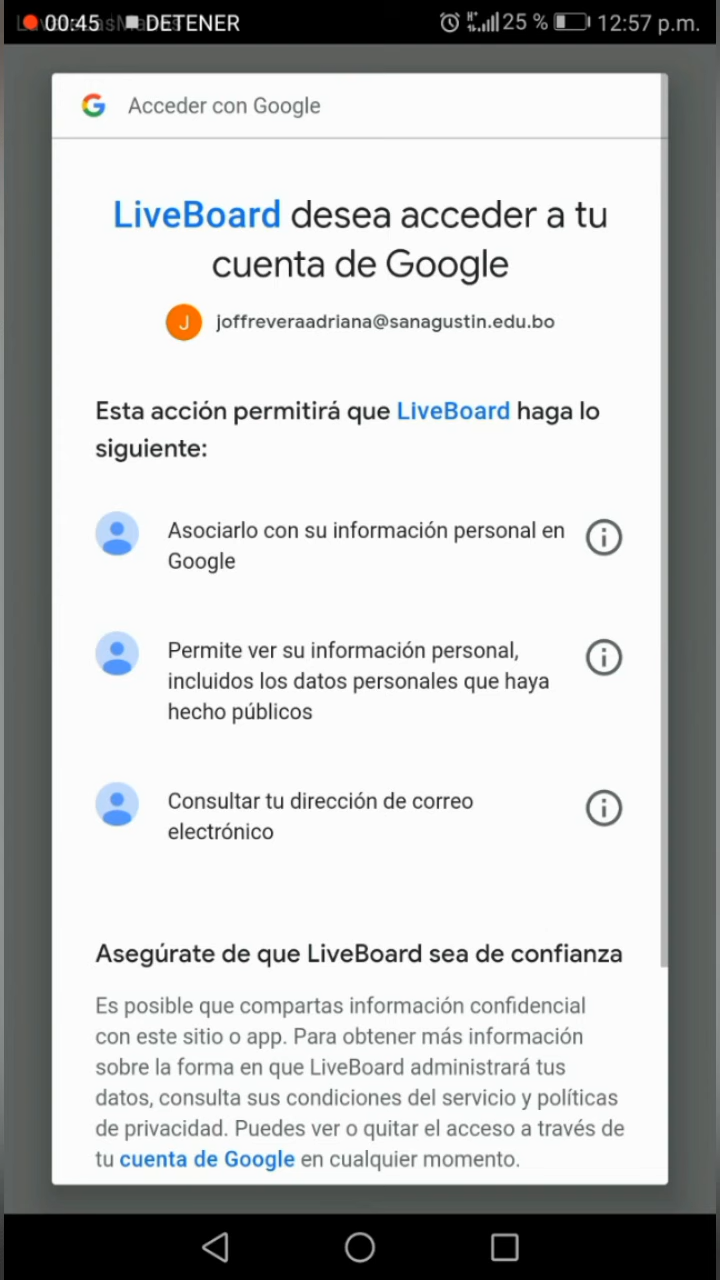 00:45 DETENER 25 % 12:57 p.m.
Acceder con Google
LiveBoard desea acceder a tu
cuenta de Google
J joffreveraadriana@sanagustin.edu.bo
Esta acción permitirá que LiveBoard haga lo
siguiente:
Asociarlo con su información personal en
Google
Permite ver su información personal,
incluidos los datos personales que haya
hecho públicos
Consultar tu dirección de correo
electrónico
Asegúrate de que LiveBoard sea de confianza
Es posible que compartas información confidencial
con este sitio o app. Para obtener más información
sobre la forma en que LiveBoard administrará tus
datos, consulta sus condiciones del servicio y políticas
de privacidad. Puedes ver o quitar el acceso a través de
tu cuenta de Google en cualquier momento.